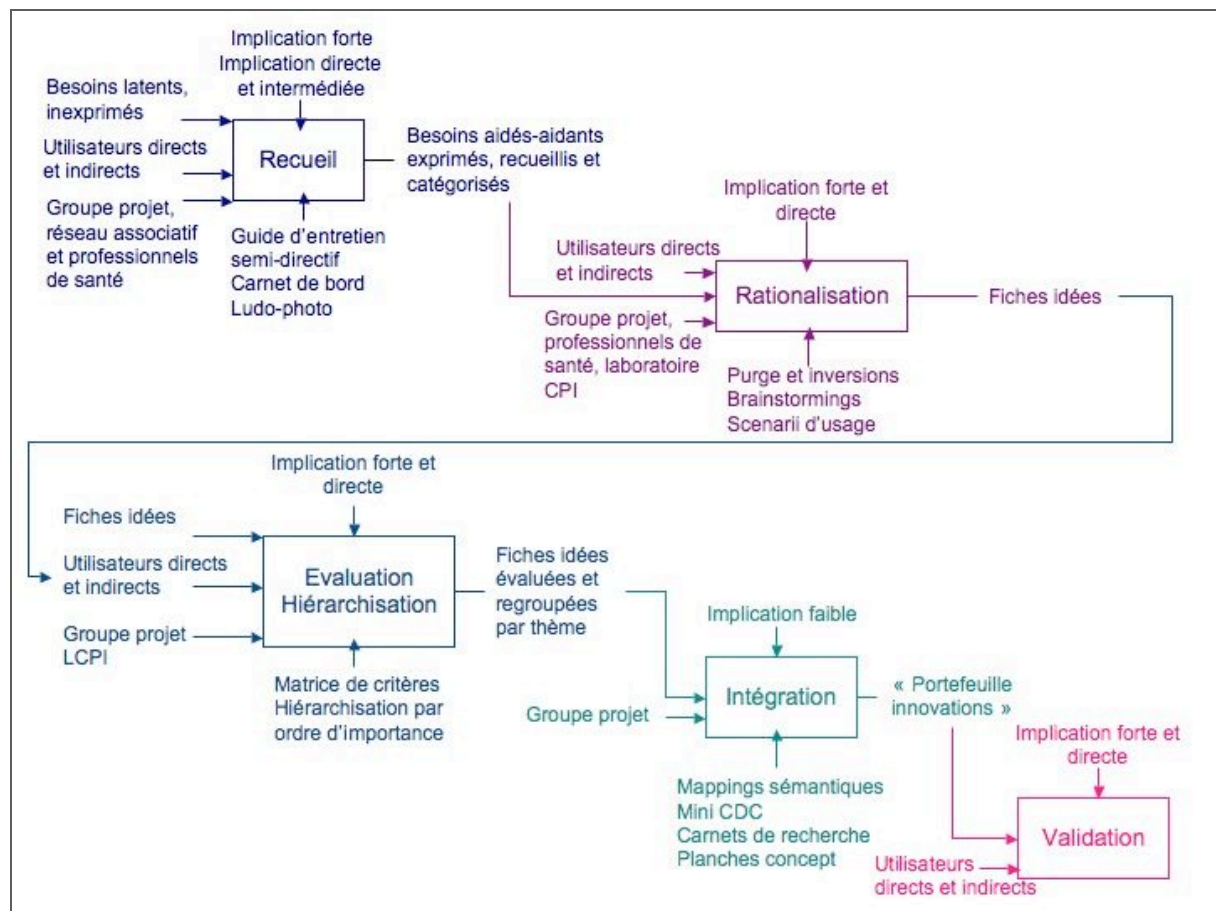 Implication forte
Implication directe
et intermédiée
Besoins latents,
inexprimés
Utilisateurs directs
et indirects
Groupe projet,
réseau associatif
et professionnels
de santé
Recueil
Guide d'entretien
semi-directif
Carnet de bord
Ludo-photo
Besoins aidés-aidants
exprimés, recueillis et
catégorisés
Implication forte et
directe
Utilisateurs directs
et indirects
Groupe projet,
professionnels de
santé, laboratoire
CPI
Rationalisation
Purge et inversions
Brainstormings
Scenarii d'usage
Fiches idées
Implication forte et
directe
Fiches idées
Utilisateurs directs
et indirects
Groupe projet
LCPI
Evaluation
Hiérarchisation
Matrice de critères
Hiérarchisation par
ordre d'importance
Fiches idées
évaluées et
regroupées
par thème
Implication faible
Groupe projet
Intégration
Mappings sémantiques
Mini CDC
Carnets de recherche
Planches concept
« Portefeuille
innovations »
Implication forte et
directe
Validation
Utilisateurs
directs et indirects